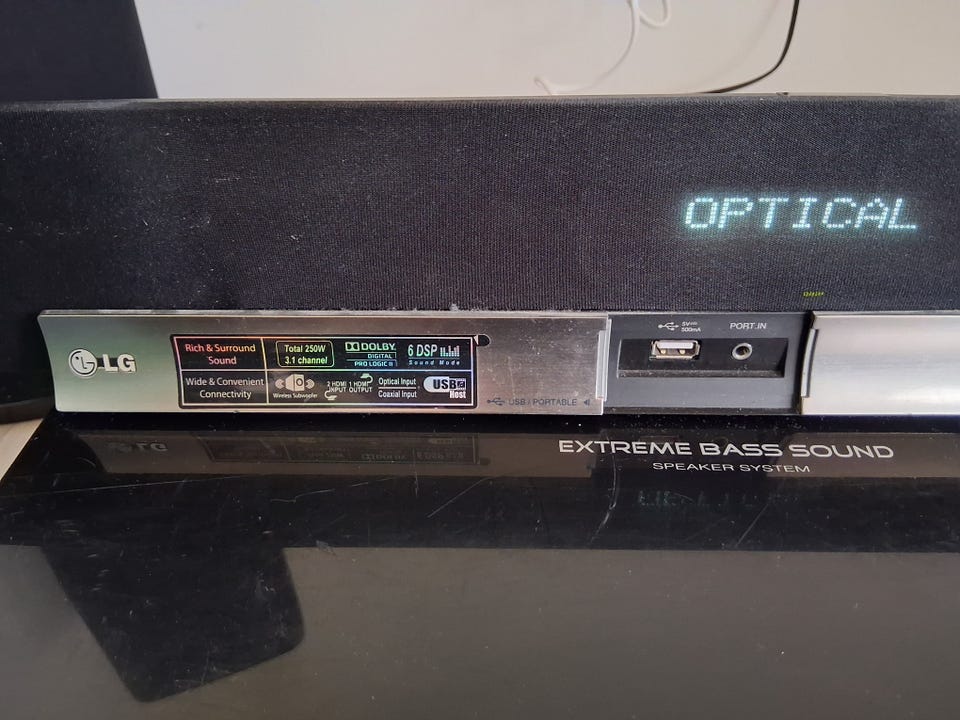 OPTICAL
LG
Rich & Surround
Sound
Total 250W
3.1 channel
DOLBY
DIGITAL
PRO LOGIC II
6 DSP
Sound Mode
Wide & Convenient
Connectivity
Wireless Subwoofer
2 HDMI 1 HDMI
INPUT OUTPUT
Optical Input
Coaxial Input
USB
Host
USB / PORTABLE
5V
500mA
PORT.IN
EXTREME BASS SOUND
SPEAKER SYSTEM